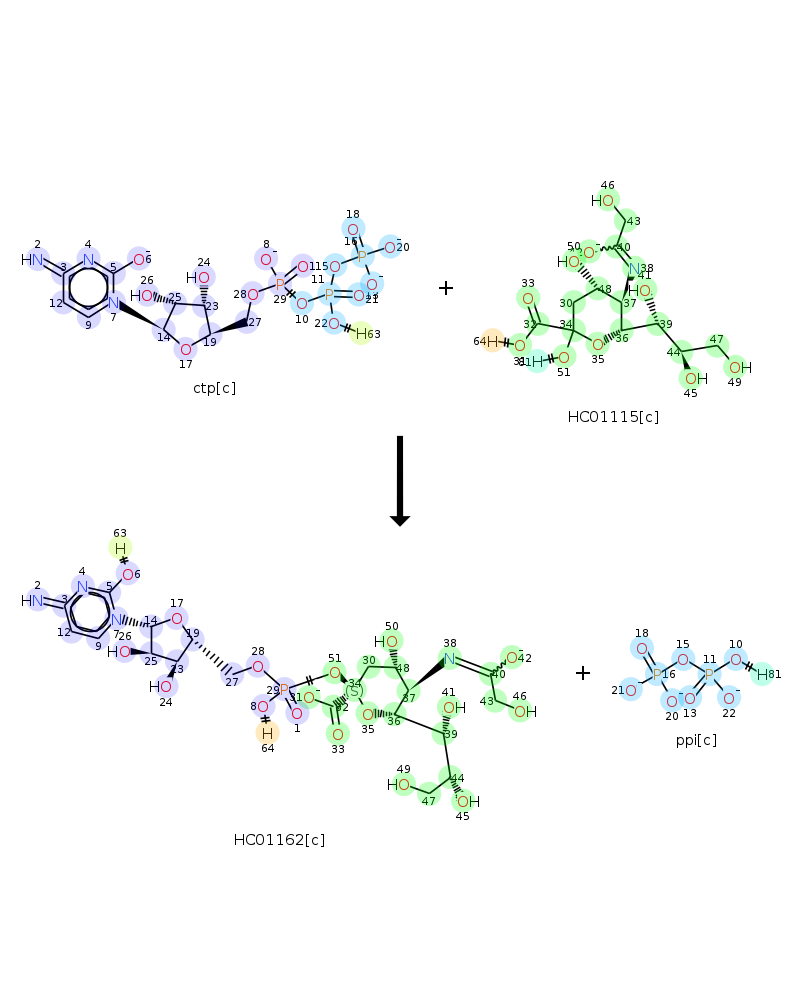 46
HO
43
18
O
2
HN
4
N
O
-
6
8
O
-
24
HO
O
1
15
O
16
P
O
-
20
3
5
12
26
HO
25
23
28
O
P
29
11
P
O
13
O
-
21
N
7
9
14
O
17
19
27
O
10
22
O
H
63
ctp[c]
+
50
HO
O
-
40
N
38
41
HO
33
O
30
48
37
32
34
39
64
H
O
31
H
81
O
51
O
35
36
44
47
OH
45
OH
49
HC01115[c]
63
H
2
HN
4
N
5
O
6
3
12
9
N
7
26
HO
14
25
17
O
19
23
HO
24
27
28
O
P
29
8
O
O
1
H
64
51
O
31
O
-
34
(S)
32
O
33
O
35
30
50
HO
48
37
36
38
N
40
O
-
42
43
46
OH
41
OH
39
49
HO
47
44
OH
45
HC01162[c]
+
18
O
15
O
11
P
10
O
H
81
16
P
21
O
-
O
-
20
O
13
O
-
22
ppi[c]